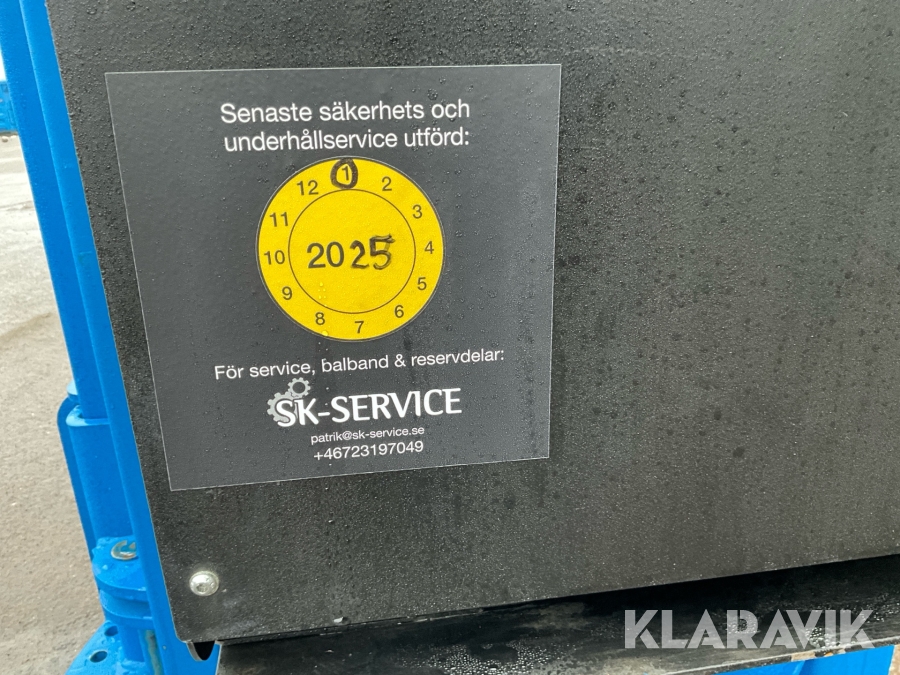 Senaste säkerhets och
underhållservice utförd:
1
2
3
4
5
6
7
8
9
10
11
12
2025
För service, balband & reservdelar:
SK-SERVICE
patrik@sk-service.se
+46723197049
KLARAVIK